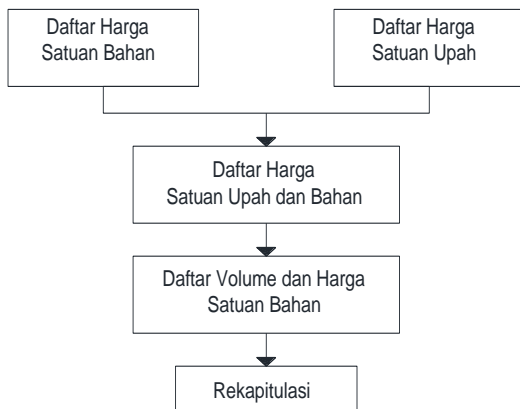 Daftar Harga
Satuan Bahan
Daftar Harga
Satuan Upah
Daftar Harga
Satuan Upah dan Bahan
Daftar Volume dan Harga
Satuan Bahan
Rekapitulasi